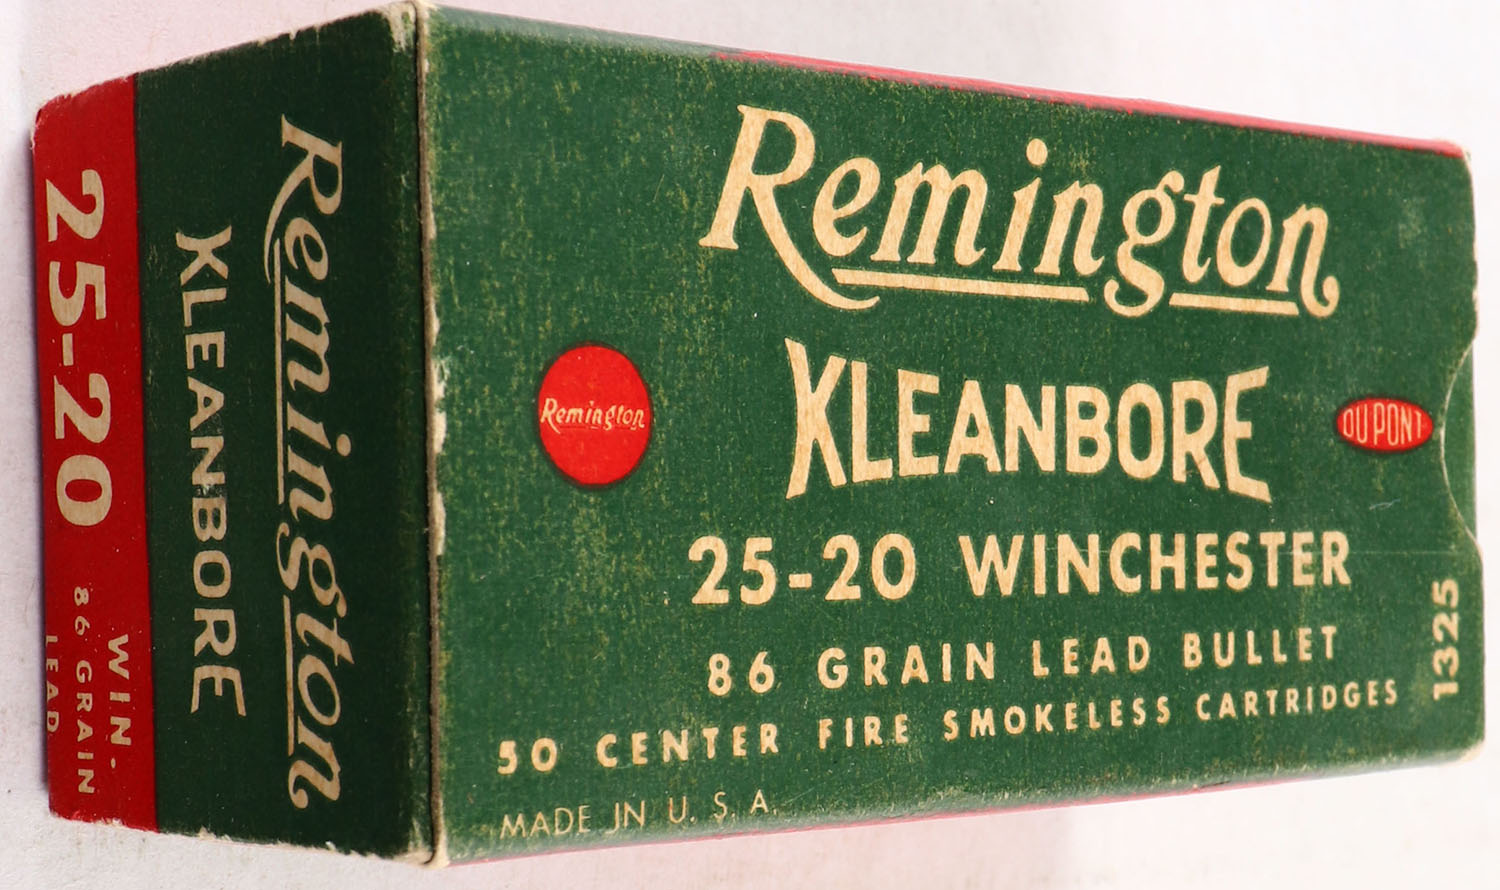 Remington
KLEANBORE
Remington
DU PONT
25-20 WINCHESTER
86 GRAIN LEAD BULLET
50 CENTER FIRE SMOKELESS CARTRIDGES
MADE IN U. S. A.
1325
Remington
KLEANBORE
25-20
WIN.
86 GRAIN
LEAD